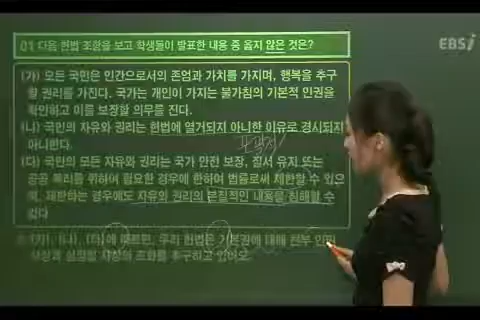 01 다음 헌법 조항을 보고 학생들이 발표한 내용 중 옳지 않은 것은?
EBSi
(가) 모든 국민은 인간으로서의 존엄과 가치를 가지며, 행복을 추구
할 권리를 가진다. 국가는 개인이 가지는 불가침의 기본적 인권을
확인하고 이를 보장할 의무를 진다.
(나) 국민의 자유와 권리는 헌법에 열거되지 아니한 이유로 경시되지
아니한다.
(다) 국민의 모든 자유와 권리는 국가 안전 보장, 질서 유지 또는
공공 복리를 위하여 필요한 경우에 한하여 법률로써 제한할 수 있으
며, 제한하는 경우에도 자유와 권리의 본질적인 내용을 침해할 수
없다
(가), (나), (다)에 따르면, 우리 헌법은 기본권에 대해
사상과 실정법 사상의 조화를 추구하고 있어요.